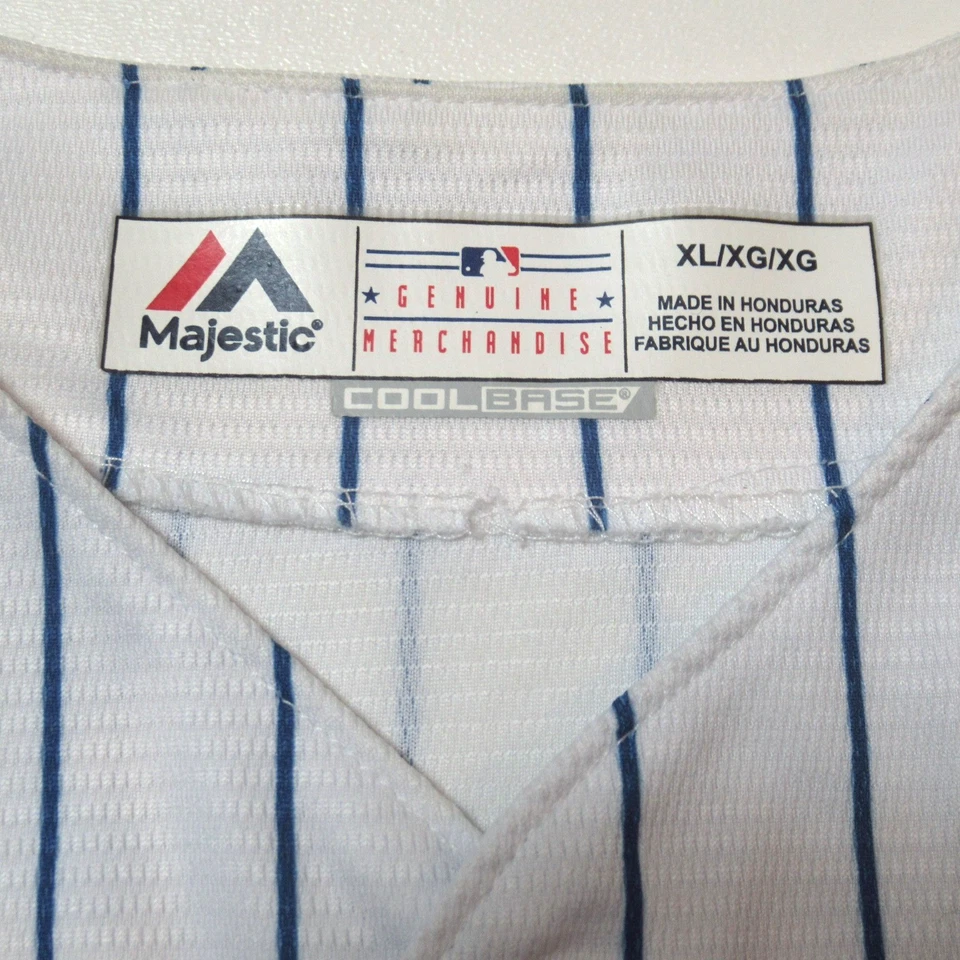 Majestic®
GENUINE
MERCHANDISE
XL/XG/XG
MADE IN HONDURAS
HECHO EN HONDURAS
FABRIQUE AU HONDURAS
COOLBASE®